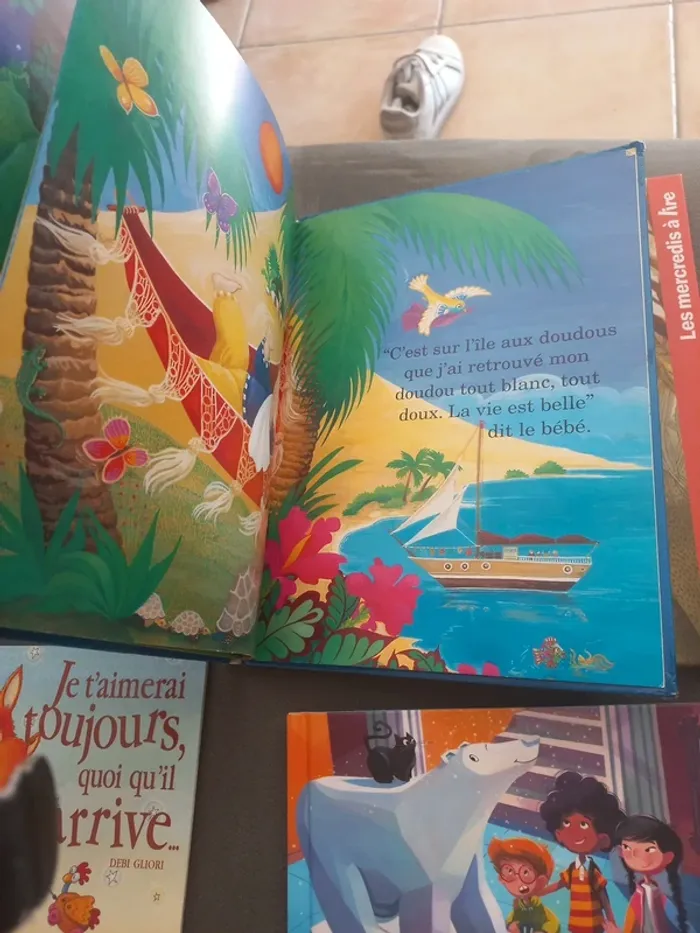 "C'est sur l'île aux doudous
que j'ai retrouvé mon
doudou tout blanc, tout
doux. La vie est belle"
dit le bébé.
Les mercredis à lire
Je t'aimerai
toujours,
quoi qu'il
arrive...
DEBI GLIORI